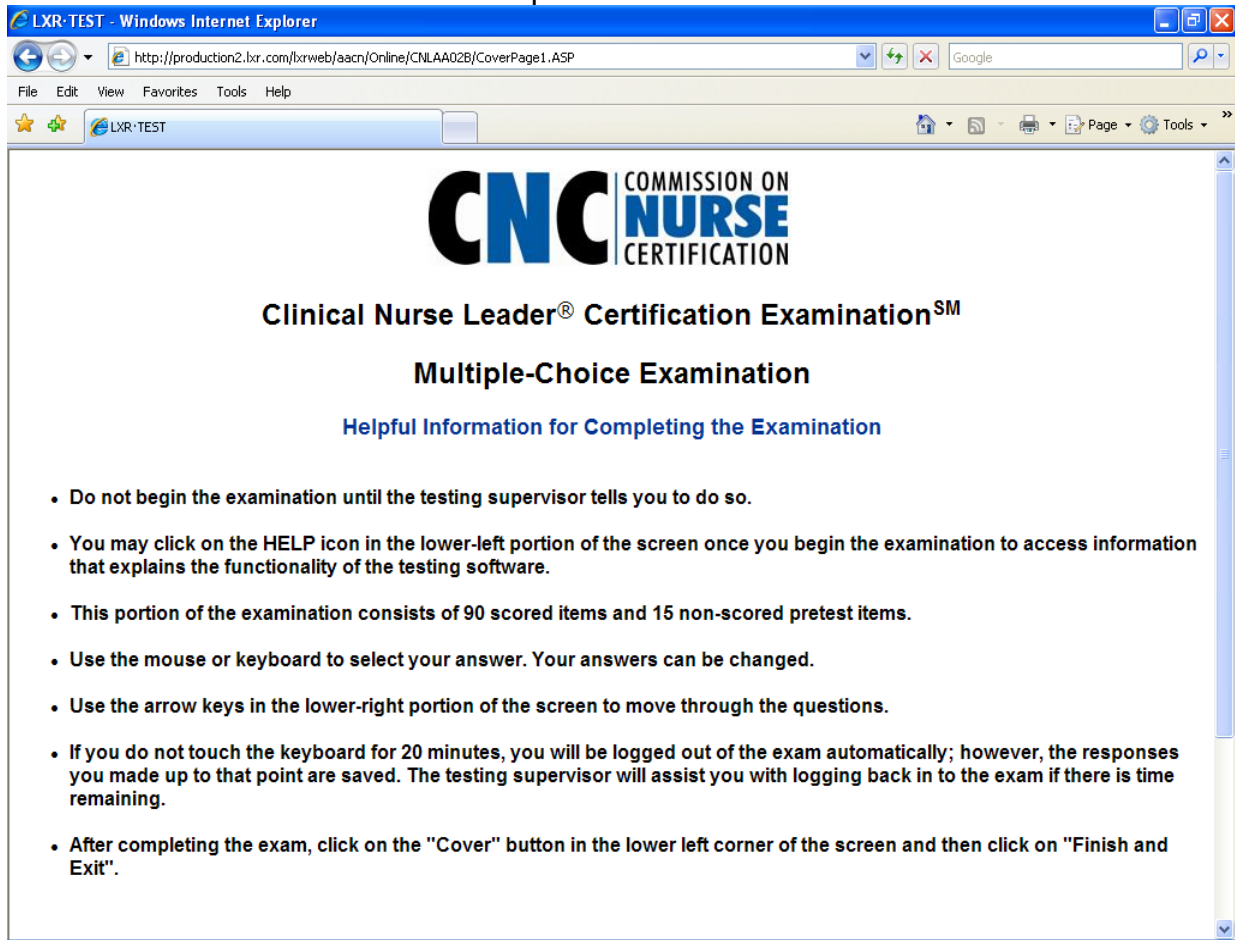 LXR·TEST - Windows Internet Explorer
http://production2.lxr.com/lxrweb/aacn/Online/CNLAA02B/CoverPage1.ASP
Google
File Edit View Favorites Tools Help
LXR·TEST
Page Tools »
CNC COMMISSION ON
NURSE
CERTIFICATION
Clinical Nurse Leader® Certification Examination℠
Multiple-Choice Examination
Helpful Information for Completing the Examination
• Do not begin the examination until the testing supervisor tells you to do so.
• You may click on the HELP icon in the lower-left portion of the screen once you begin the examination to access information
that explains the functionality of the testing software.
• This portion of the examination consists of 90 scored items and 15 non-scored pretest items.
• Use the mouse or keyboard to select your answer. Your answers can be changed.
• Use the arrow keys in the lower-right portion of the screen to move through the questions.
• If you do not touch the keyboard for 20 minutes, you will be logged out of the exam automatically; however, the responses
you made up to that point are saved. The testing supervisor will assist you with logging back in to the exam if there is time
remaining.
• After completing the exam, click on the "Cover" button in the lower left corner of the screen and then click on "Finish and
Exit".